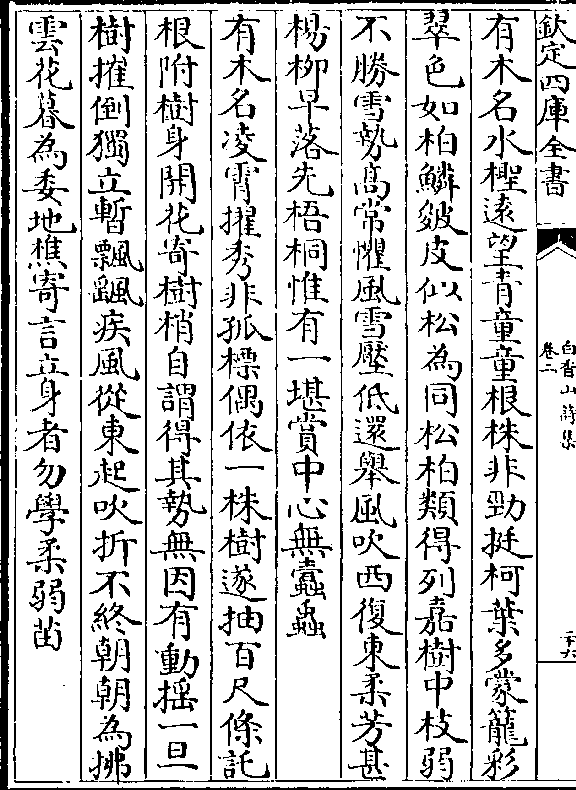 欽定四庫全書
白香山詩集
卷二
二十六
有木名水檉遠望青童童根株非勁挺柯葉多蒙籠彩
翠色如柏鱗皴皮似松為同松柏類得列嘉樹中枝弱
不勝雪勢髙常懼風雪壓低還舉風吹西復東柔芳甚
楊柳早落先梧桐惟有一堪賞中心無蠹蟲
有木名凌霄擢秀非孤標偶依一株樹遂抽百尺條託
根附樹身開花寄樹梢自謂得其勢無因有動揺一旦
樹摧倒獨立暫飄颻疾風從東起吹折不終朝朝為拂
雲花暮為委地樵寄言立身者勿學柔弱苗